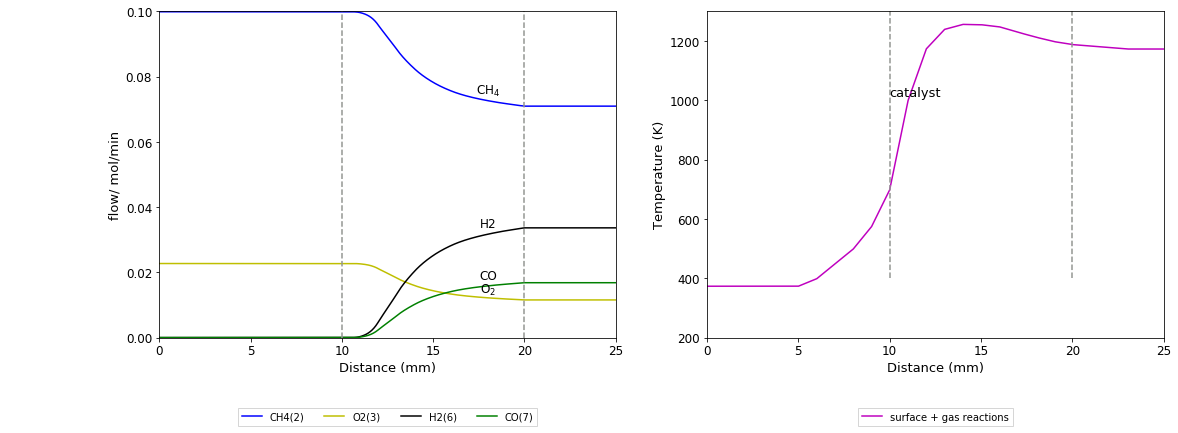 0.10
0.08
0.06
0.04
0.02
0.00
flow/ mol/min
CH4
H2
CO
O2
0 5 10 15 20 25
Distance (mm)
CH4(2) O2(3) H2(6) CO(7)
1200
1000
800
600
400
200
Temperature (K)
catalyst
0 5 10 15 20 25
Distance (mm)
surface + gas reactions